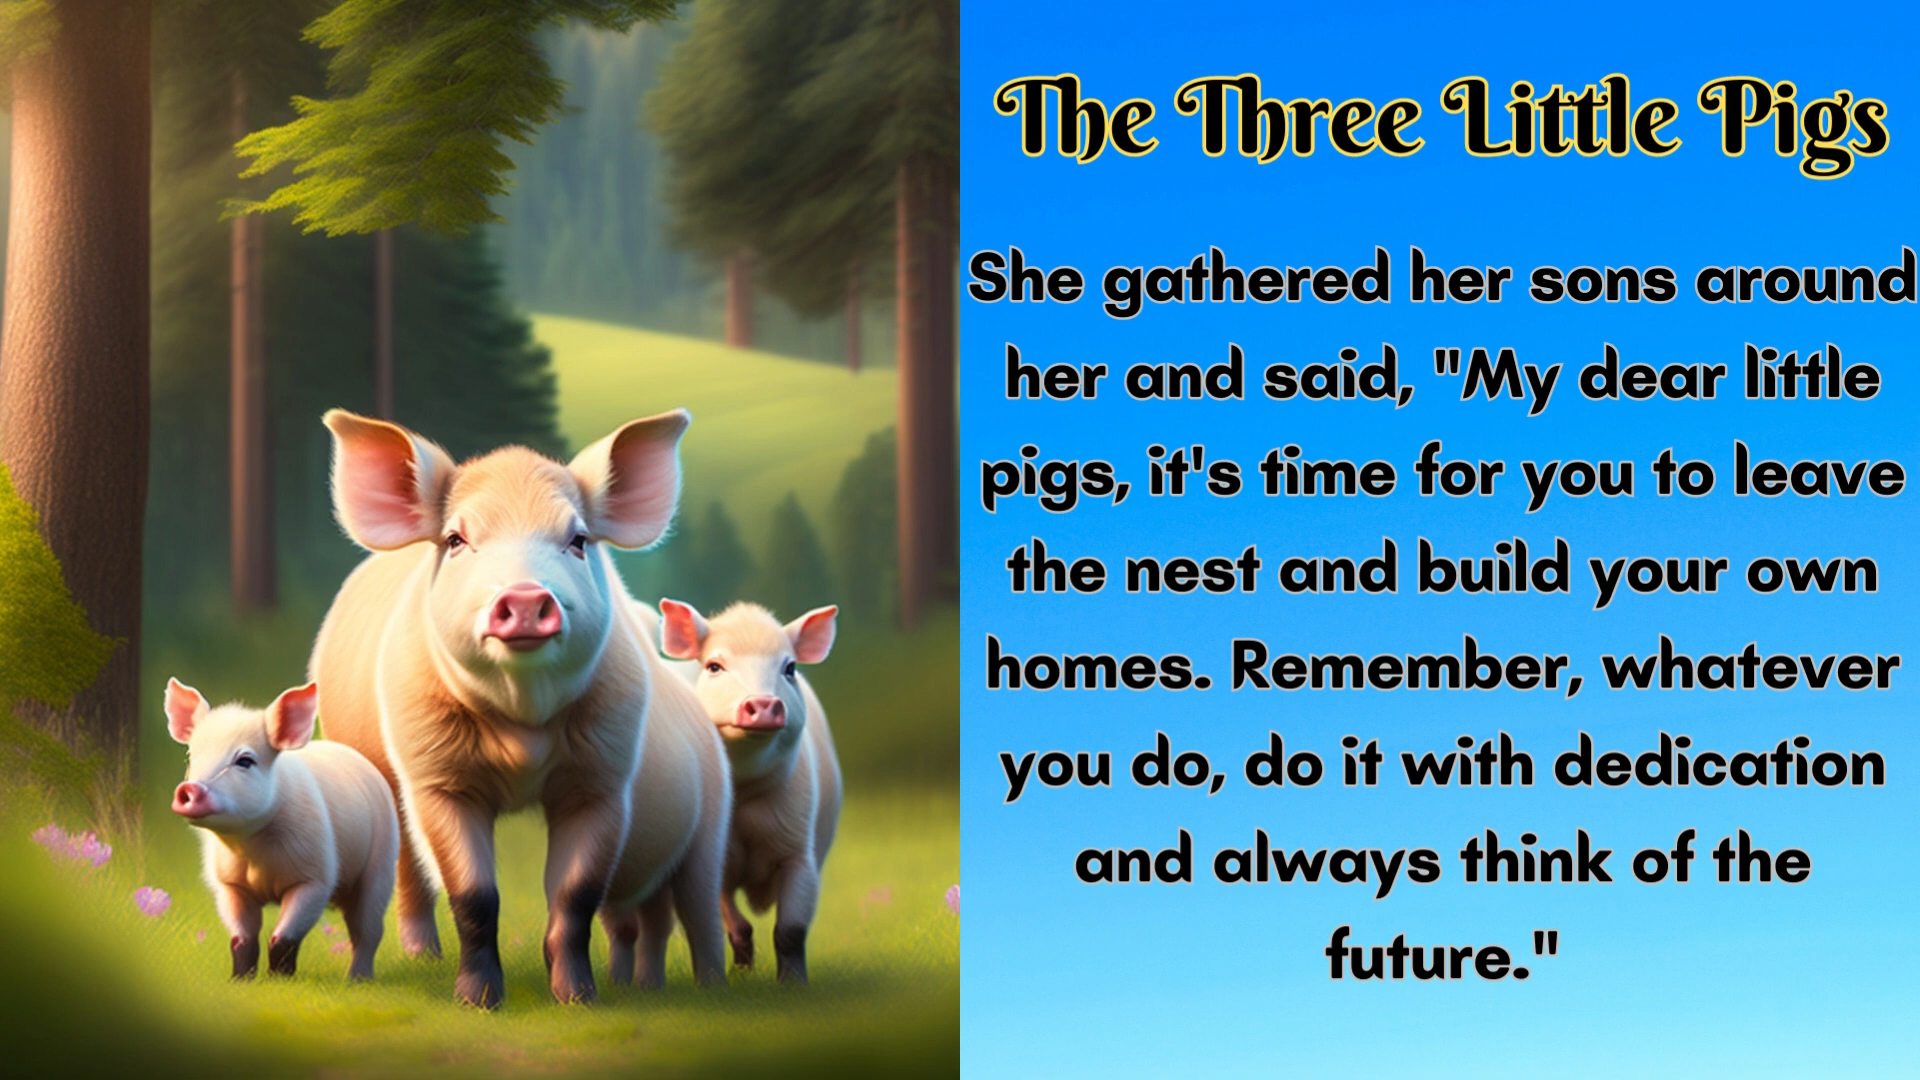 The Three Little Pigs
She gathered her sons around
her and said, "My dear little
pigs, it's time for you to leave
the nest and build your own
homes. Remember, whatever
you do, do it with dedication
and always think of the
future."